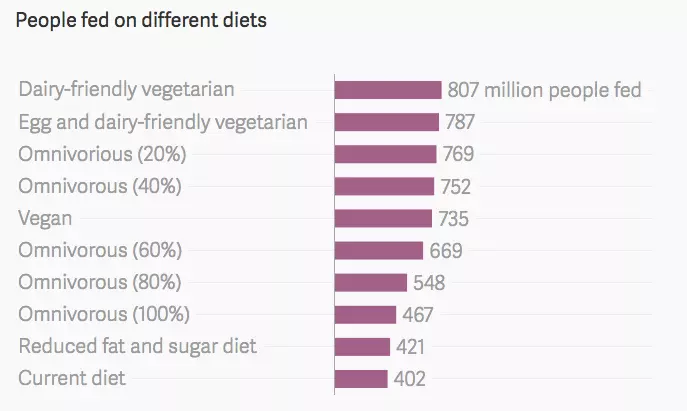 People fed on different diets
Dairy-friendly vegetarian 807 million people fed
Egg and dairy-friendly vegetarian 787
Omnivorious (20%) 769
Omnivorous (40%) 752
Vegan 735
Omnivorous (60%) 669
Omnivorous (80%) 548
Omnivorous (100%) 467
Reduced fat and sugar diet 421
Current diet 402